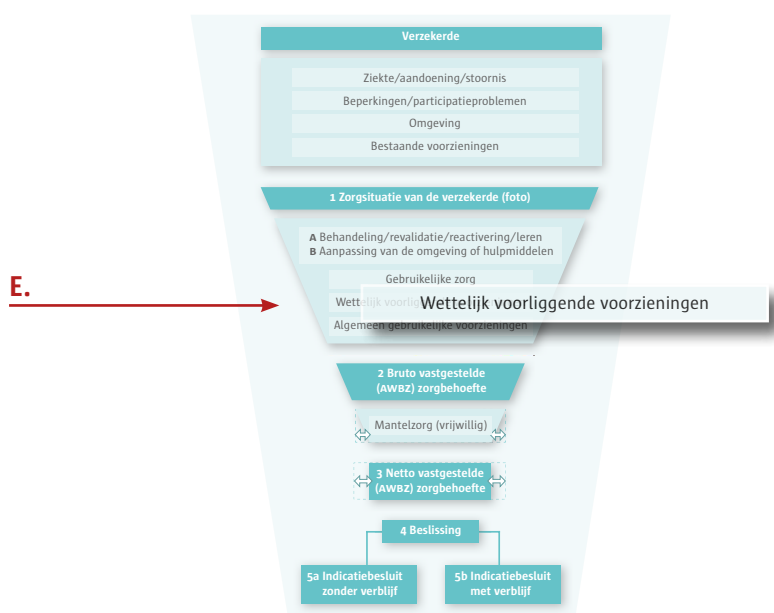 Verzekerde
Ziekte/aandoening/stoornis
Beperkingen/participatieproblemen
Omgeving
Bestaande voorzieningen
1 Zorgsituatie van de verzekerde (foto)
A Behandeling/revalidatie/reactivering/leren
B Aanpassing van de omgeving of hulpmiddelen
Gebruikelijke zorg
E.
Wettelijk voorliggende voorzieningen
Algemeen gebruikelijke voorzieningen
2 Bruto vastgestelde
(AWBZ) zorgbehoefte
Mantelzorg (vrijwillig)
3 Netto vastgestelde
(AWBZ) zorgbehoefte
4 Beslissing
5a Indicatiebesluit
zonder verblijf
5b Indicatiebesluit
met verblijf